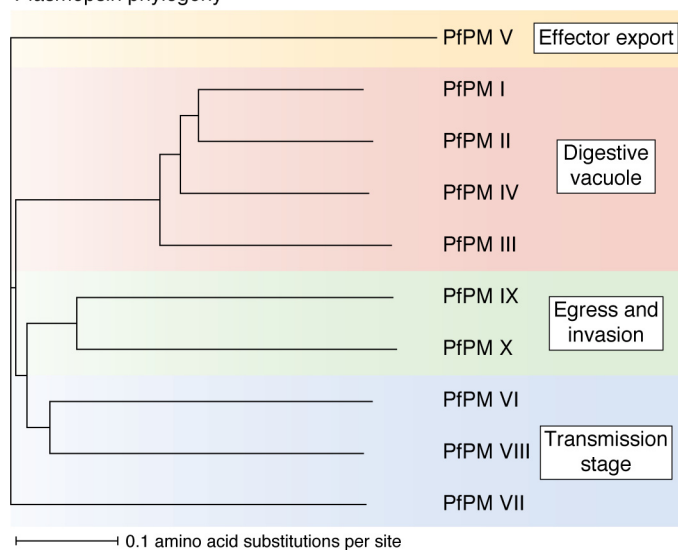 Plasmepsin phylogeny
PfPM V
Effector export
PfPM I
PfPM II
Digestive
vacuole
PfPM IV
PfPM III
PfPM IX
Egress and
invasion
PfPM X
PfPM VI
PfPM VIII
Transmission
stage
PfPM VII
0.1 amino acid substitutions per site